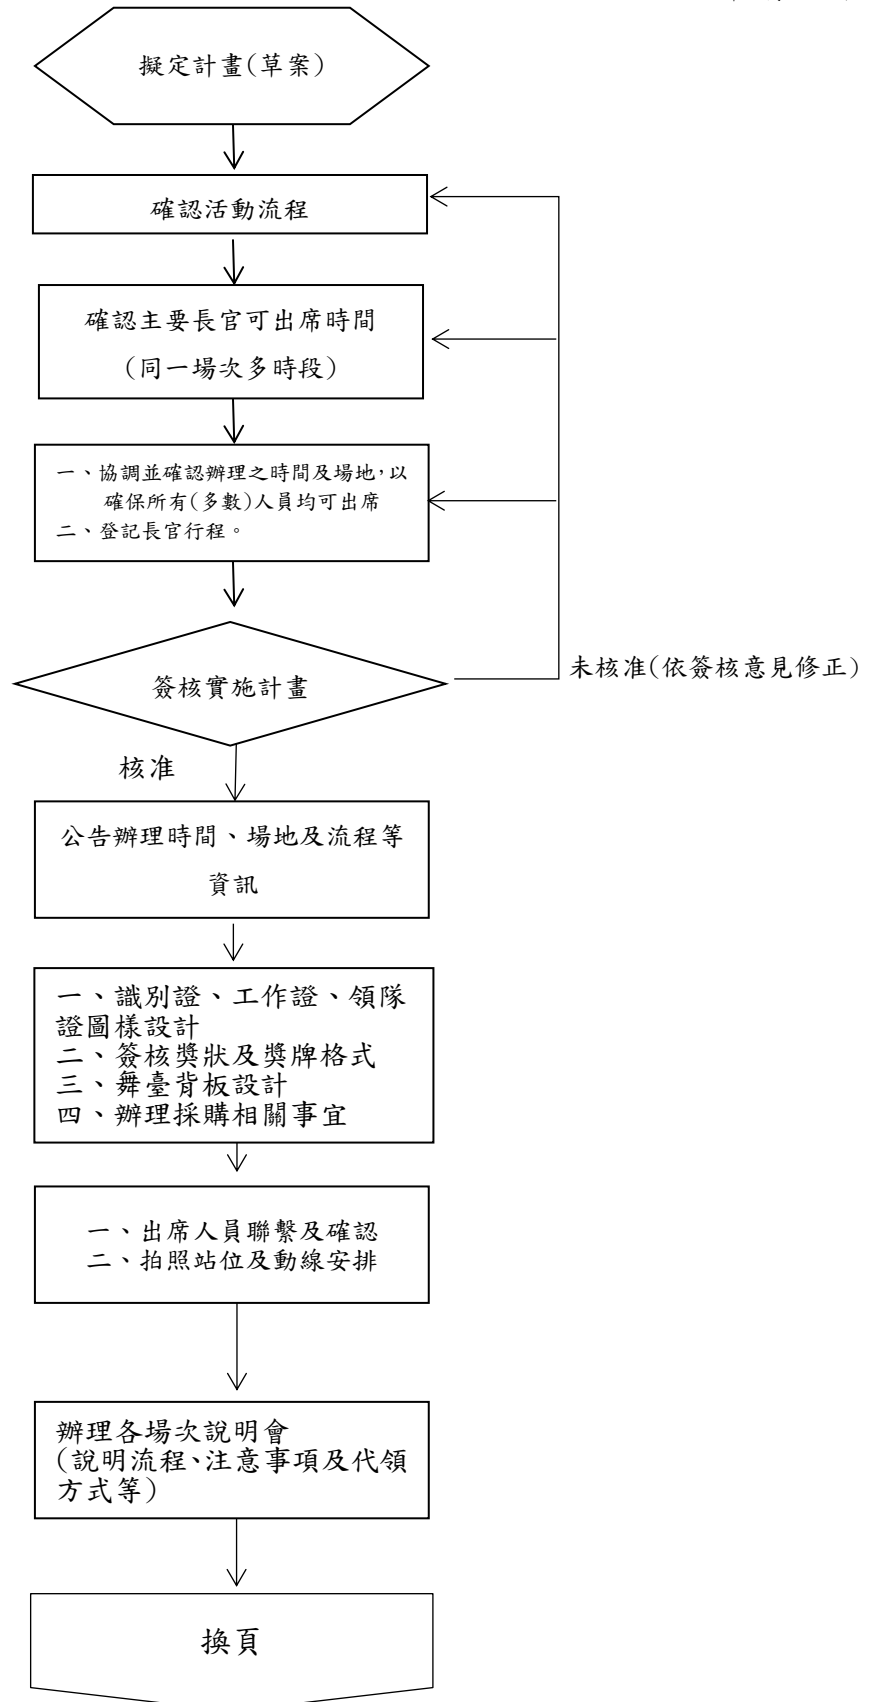 擬定計畫(草案)
確認活動流程
確認主要長官可出席時間
(同一場次多時段)
一、協調並確認辦理之時間及場地，以
確保所有(多數)人員均可出席
二、登記長官行程。
簽核實施計畫
未核准(依簽核意見修正)
核准
公告辦理時間、場地及流程等
資訊
一、識別證、工作證、領隊
證圖樣設計
二、簽核獎狀及獎牌格式
三、舞臺背板設計
四、辦理採購相關事宜
一、出席人員聯繫及確認
二、拍照站位及動線安排
辦理各場次說明會
(說明流程、注意事項及代領
方式等)
換頁